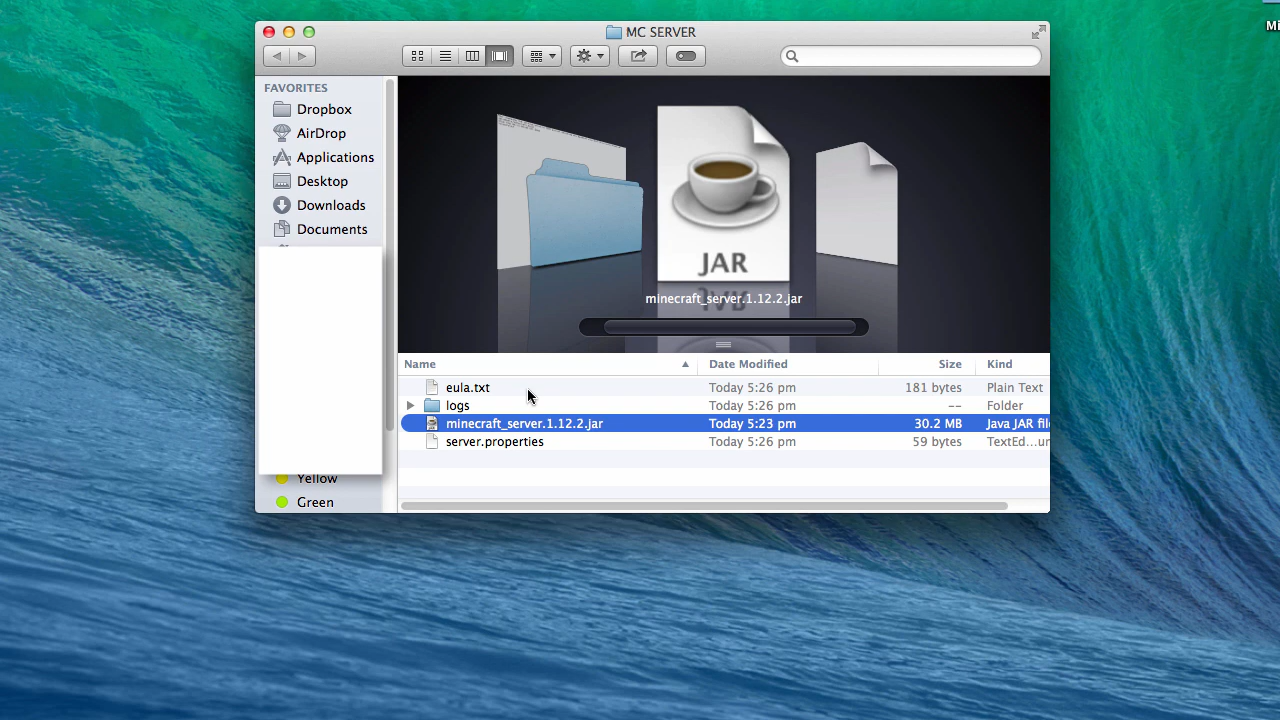 MC SERVER
Mi
FAVORITES
Dropbox
AirDrop
Applications
Desktop
Downloads
Documents
Yellow
Green
JAR
minecraft_server.1.12.2.jar
Name Date Modified Size Kind
eula.txt Today 5:26 pm 181 bytes Plain Text
logs Today 5:26 pm -- Folder
minecraft_server.1.12.2.jar Today 5:23 pm 30.2 MB Java JAR file
server.properties Today 5:26 pm 59 bytes TextEd...un